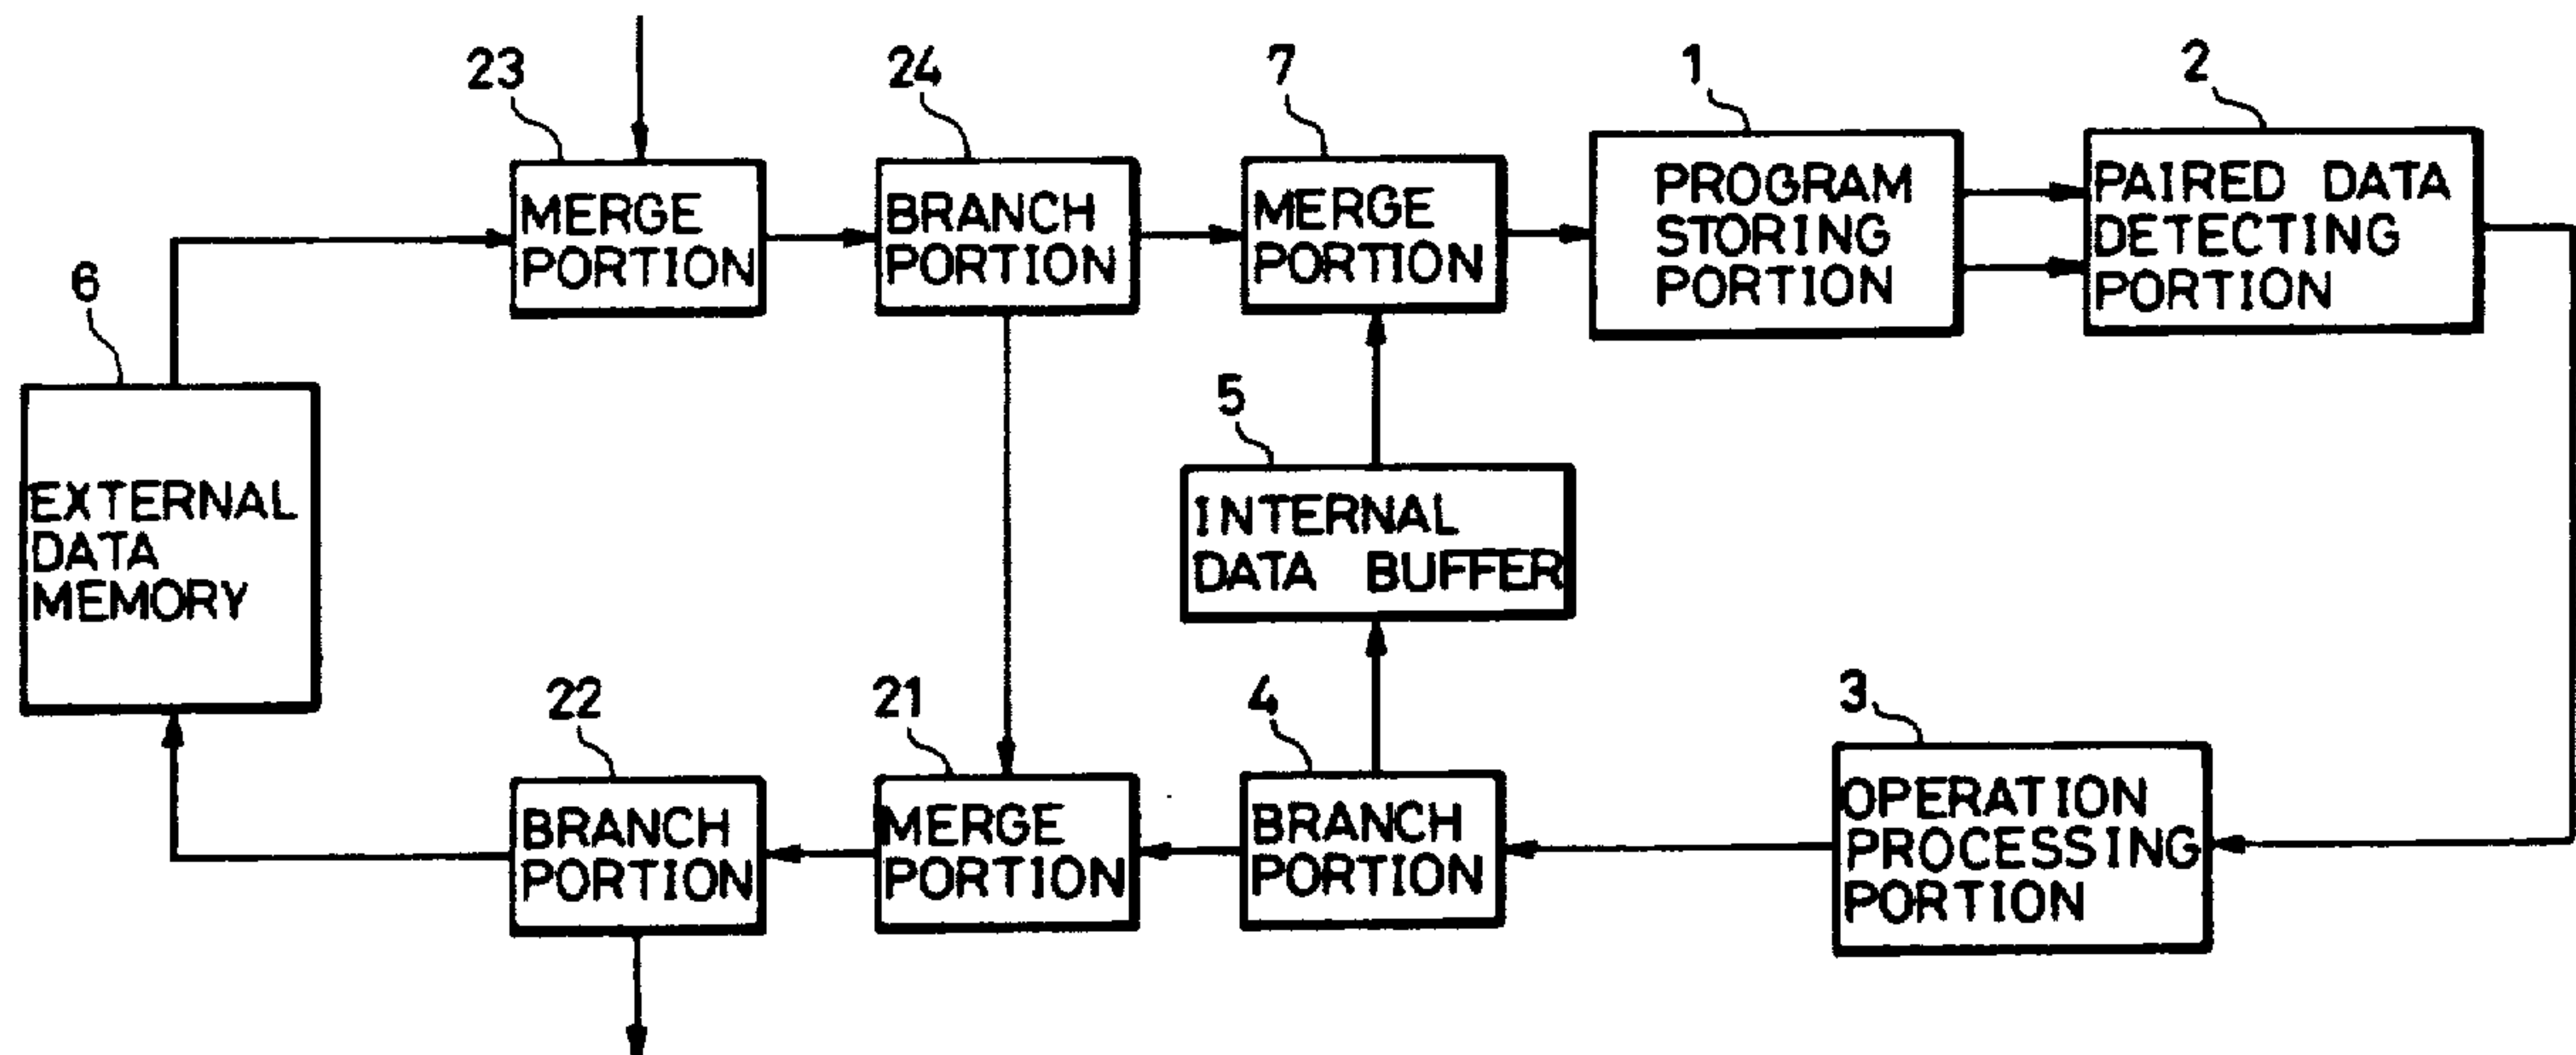 23
MERGE
PORTION
24
BRANCH
PORTION
7
MERGE
PORTION
1
PROGRAM
STORING
PORTION
2
PAIRED DATA
DETECTING
PORTION
6
EXTERNAL
DATA
MEMORY
5
INTERNAL
DATA BUFFER
22
BRANCH
PORTION
21
MERGE
PORTION
4
BRANCH
PORTION
3
OPERATION
PROCESSING
PORTION